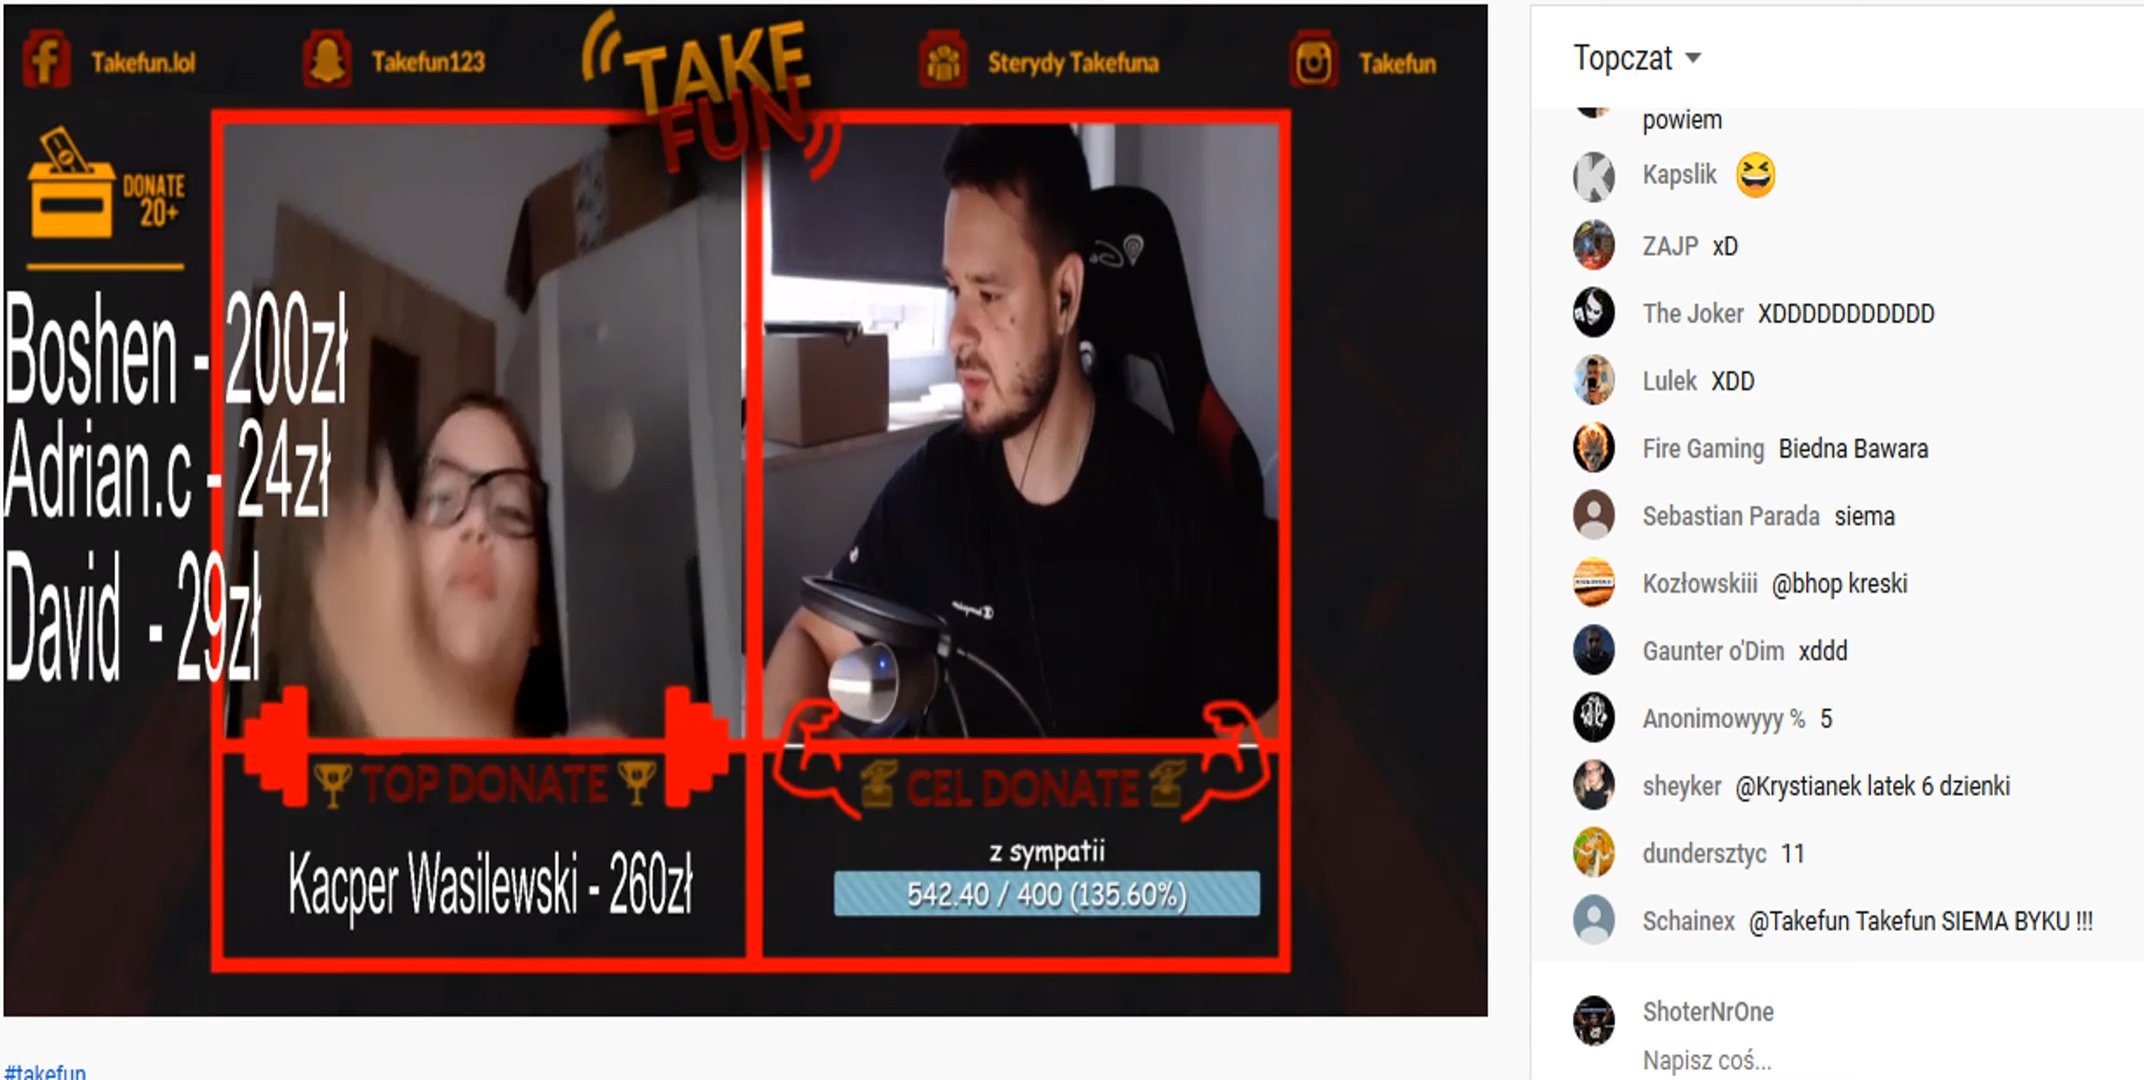 Takefun.lol
Takefun123
TAKE
FUN
Sterydy Takefuna
Takefun
DONATE
20+
Boshen - 200zł
Adrian.c - 24zł
David - 29zł
TOP DONATE
Kacper Wasilewski - 260zł
CEL DONATE
z sympatii
542.40 / 400 (135.60%)
#takefun
Topczat
powiem
Kapslik 😆
ZAJP xD
The Joker XDDDDDDDDDDD
Lulek XDD
Fire Gaming Biedna Bawara
Sebastian Parada siema
Kozłowskiii @bhop kreski
Gaunter o'Dim xddd
Anonimowyyy % 5
sheyker @Krystianek latek 6 dzienki
dundersztyc 11
Schainex @Takefun Takefun SIEMA BYKU !!!
ShoterNrOne
Napisz coś...